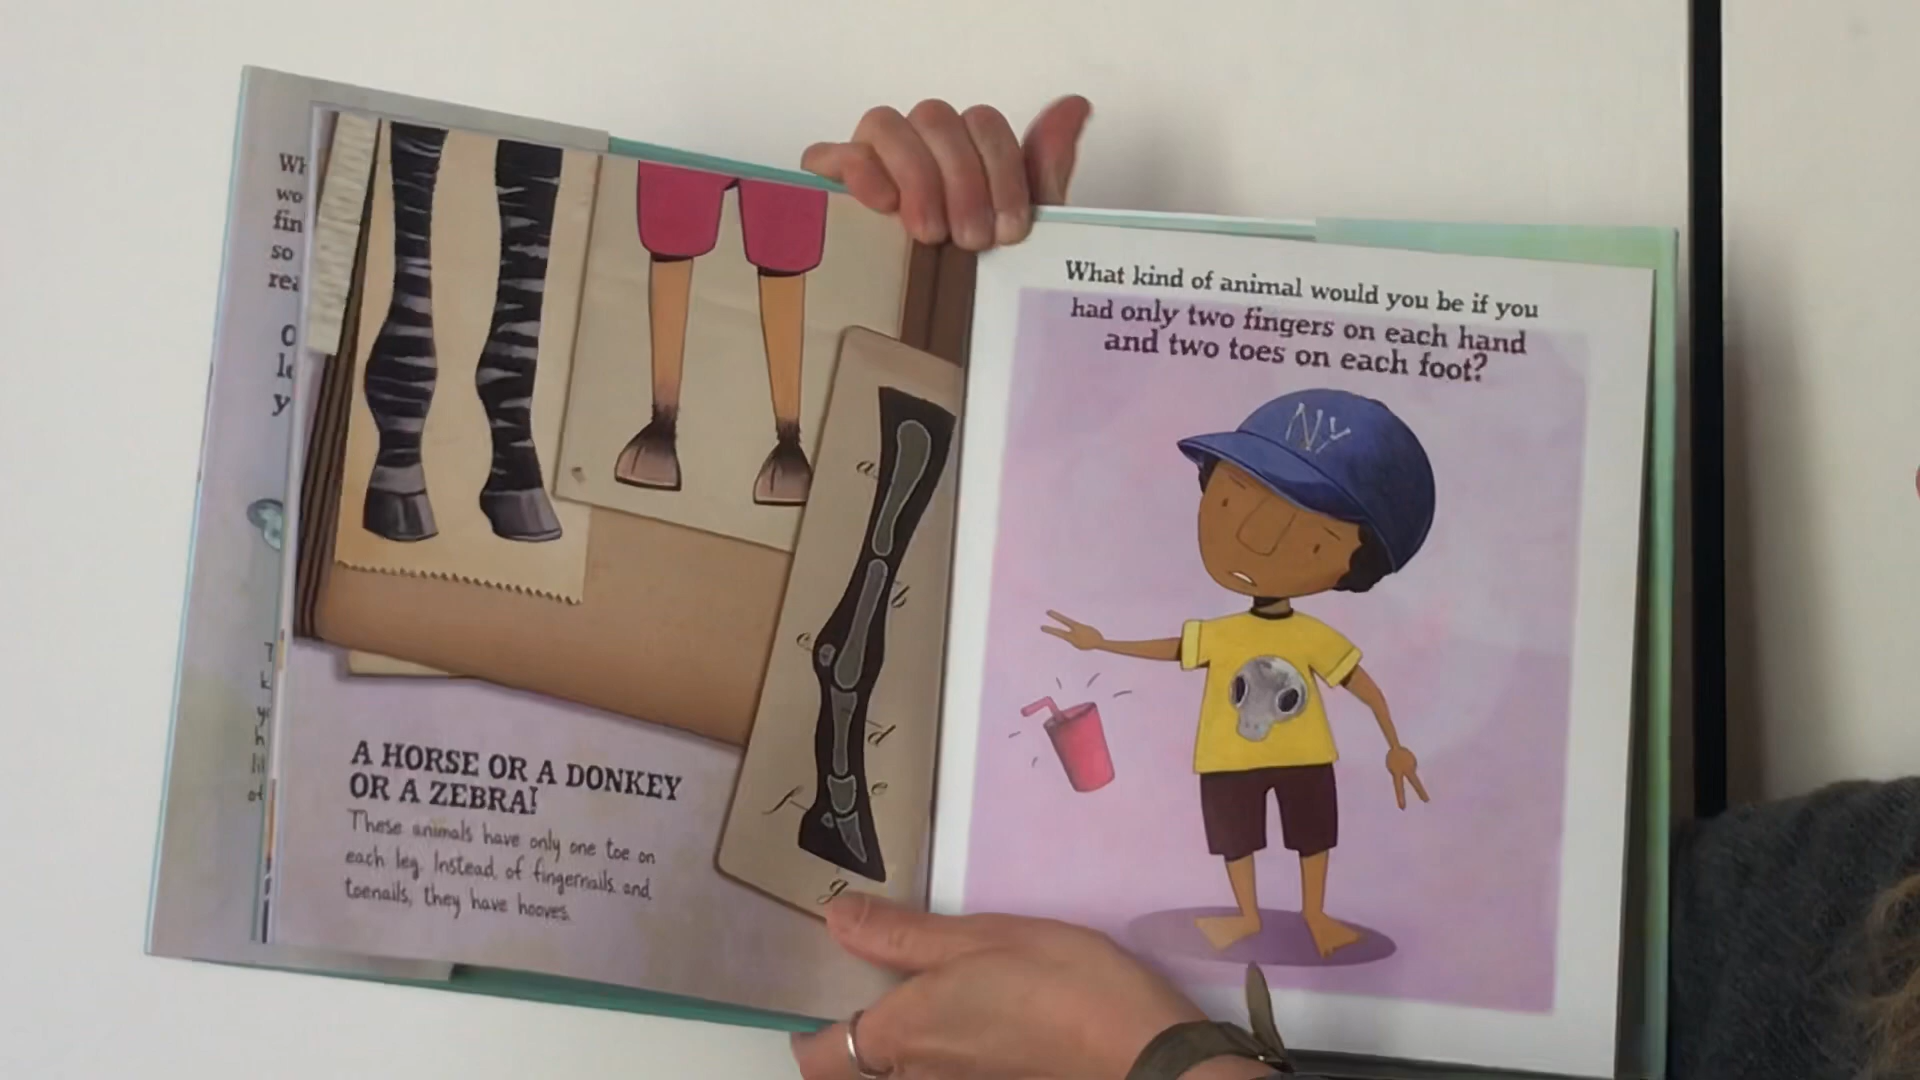 so
A HORSE OR A DONKEY
OR A ZEBRA!
These animals have only one toe on
each leg. Instead of fingernails and
toenails, they have hooves.
a
b
c
d
e
f
g
What kind of animal would you be if you
had only two fingers on each hand
and two toes on each foot?
NY